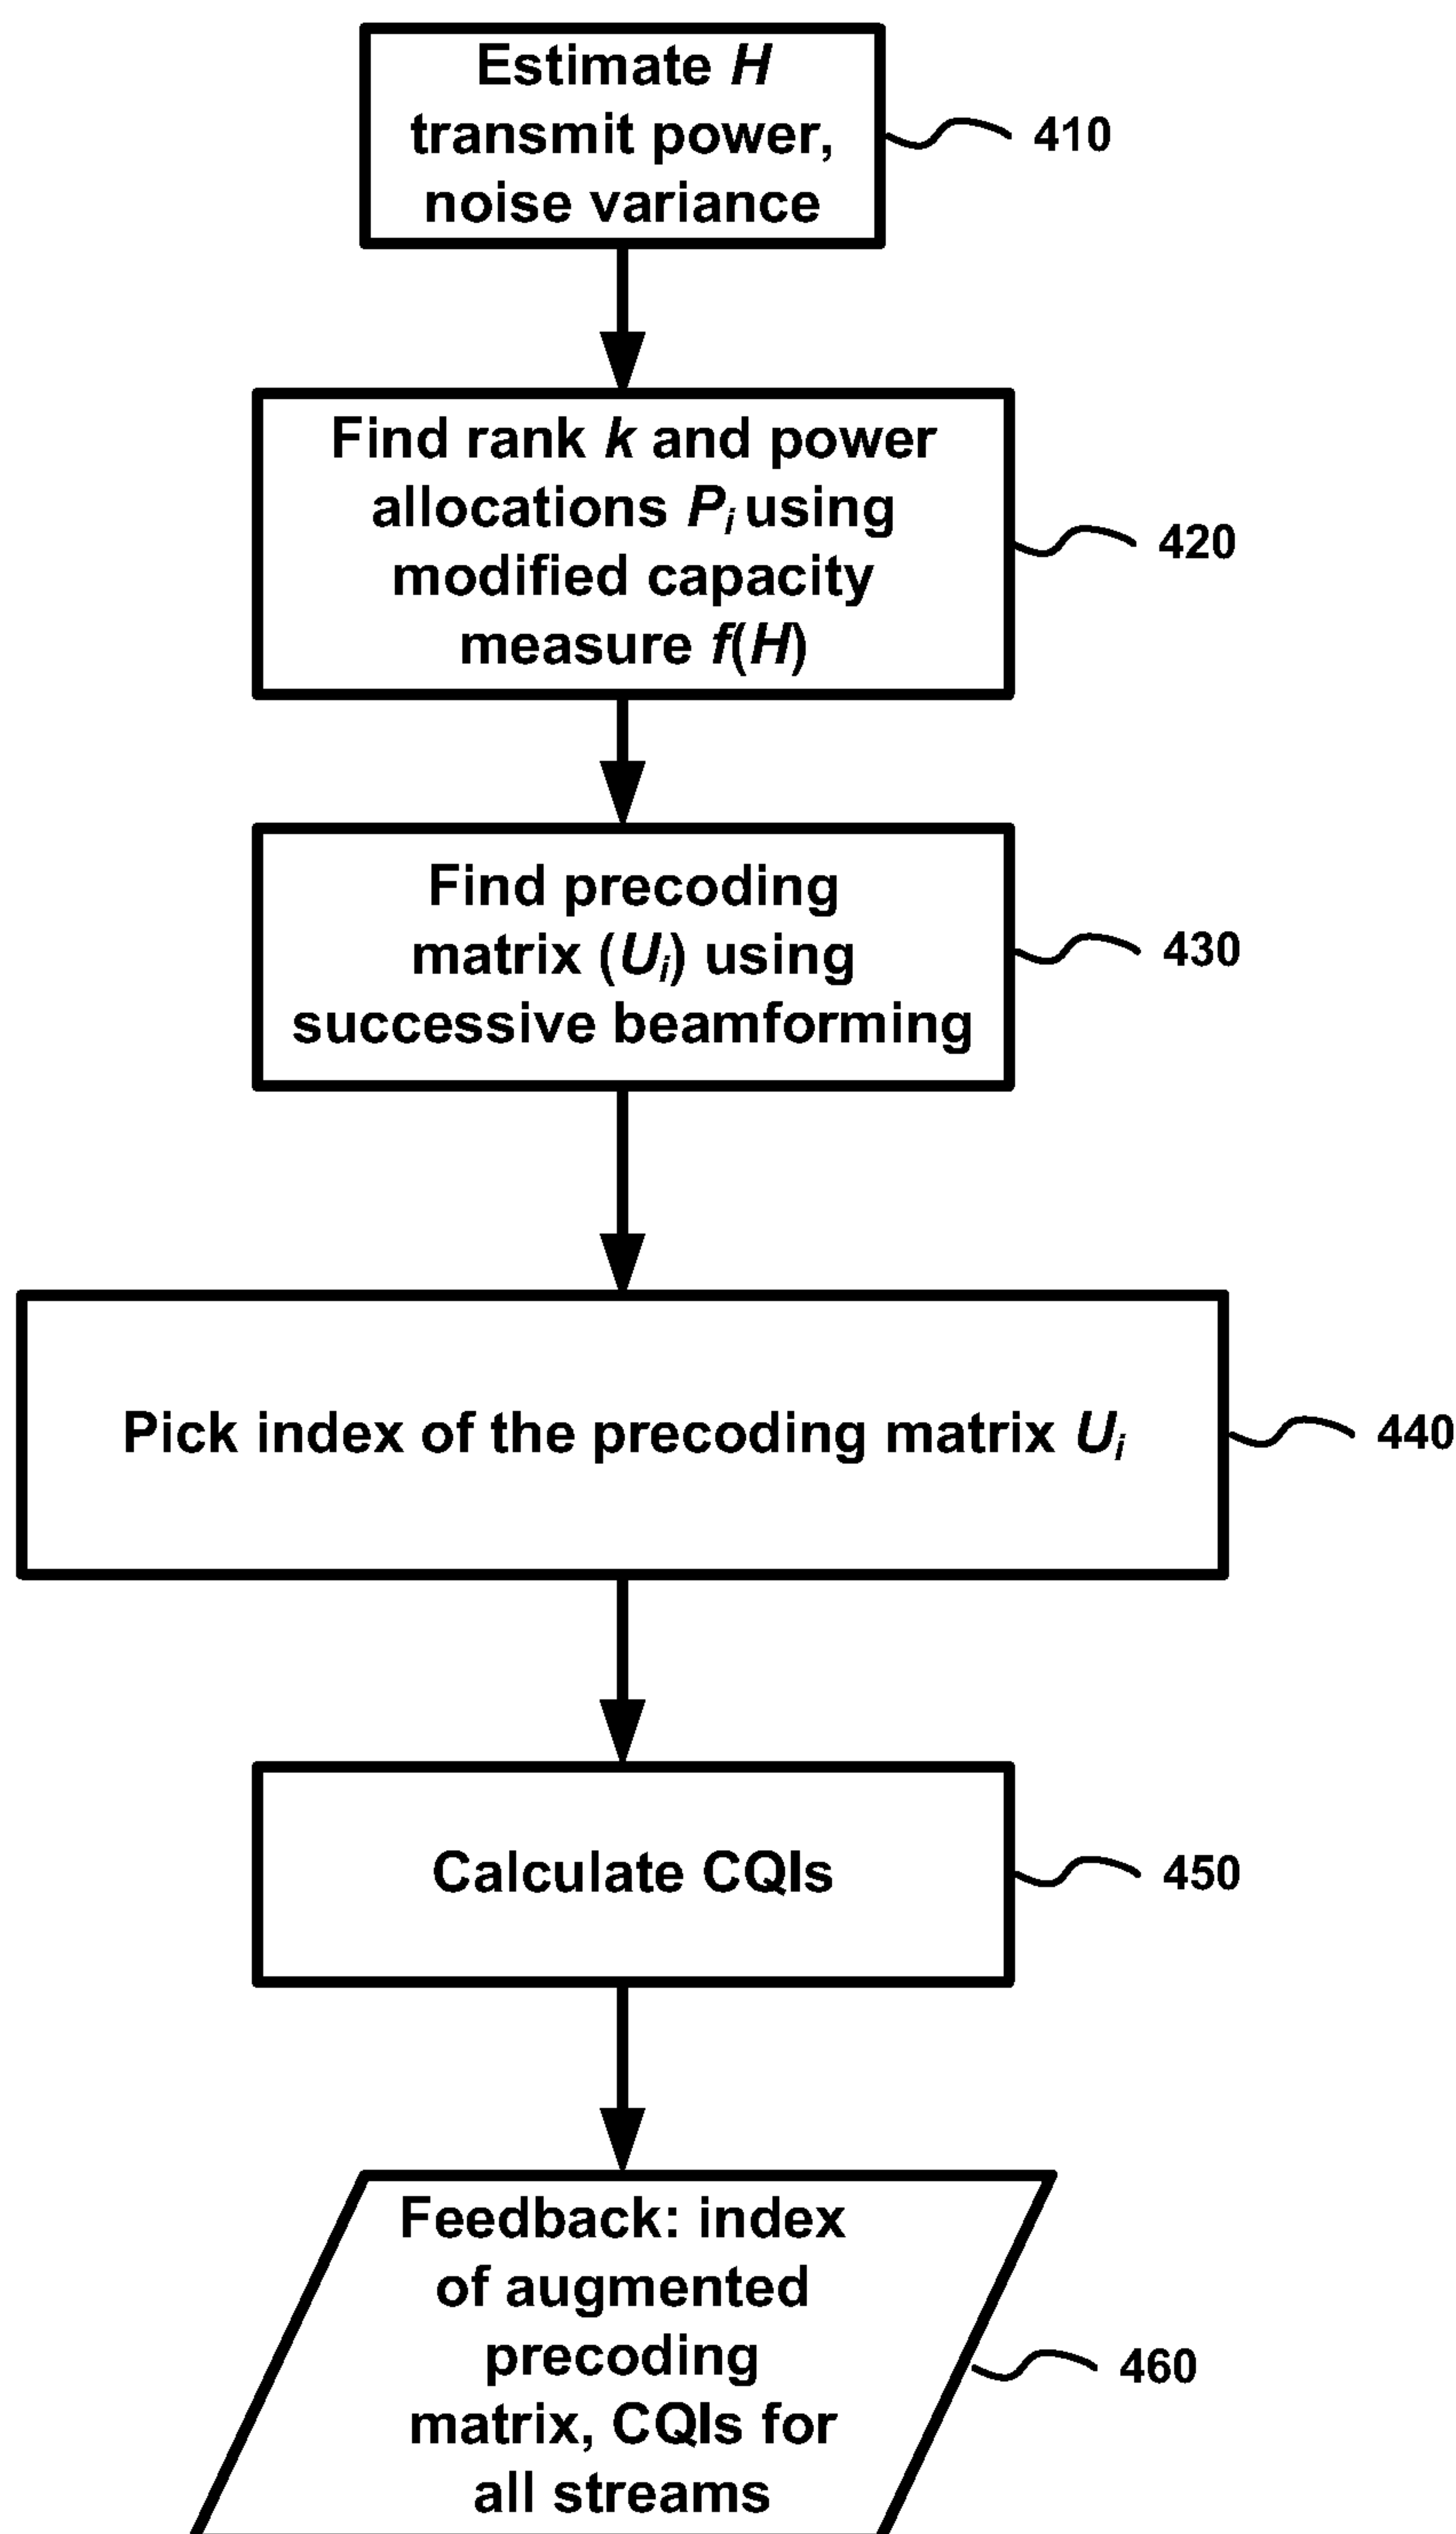 Estimate H
transmit power,
noise variance
410
Find rank k and power
allocations Pi using
modified capacity
measure f(H)
420
Find precoding
matrix (Ui) using
successive beamforming
430
Pick index of the precoding matrix Ui
440
Calculate CQIs
450
Feedback: index
of augmented
precoding
matrix, CQIs for
all streams
460